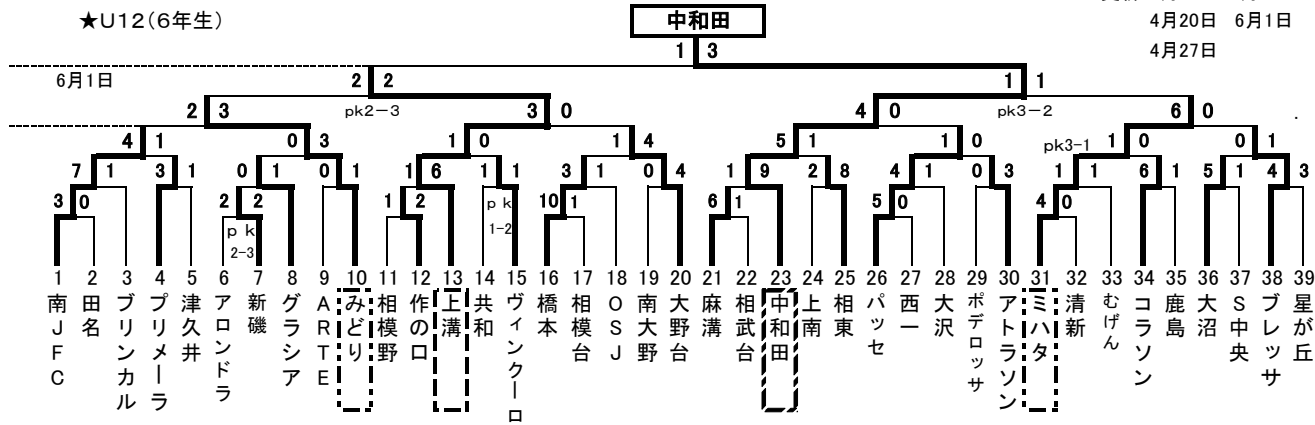 ★U12(6年生)
中和田
4月20日 6月1日
1 3
4月27日
6月1日
2 2 1 1
2 3 pk2-3 3 0 4 0 pk3-2 6 0
4 1 0 3 1 0 1 4 5 1 1 0 pk3-1 1 0 0 1
7 1 3 1 0 1 0 1 1 6 1 1 3 1 0 4 1 9 2 8 4 1 0 3 1 1 6 1 5 1 4 3
3 0 2 2 1 2 pk 10 1 6 1 5 0 4 0
pk 1-2
2-3
1 2 3 4 5 6 7 8 9 10 11 12 13 14 15 16 17 18 19 20 21 22 23 24 25 26 27 28 29 30 31 32 33 34 35 36 37 38 39
南JFC
田名
ブリンカル
プリメーラ
津久井
アロンドラ
新磯
グラシア
ARTE
みどり
相模野
作の口
上溝
共和
ヴィンクーロ
橋本
相模台
OSJ
南大野
大野台
麻溝
相武台
中和田
上南
相東
パッセ
西一
大沢
ポデロッサ
アトラソン
ミハタ
清新
むげん
コラソン
鹿島
大沼
S中央
ブレッサ
星が丘